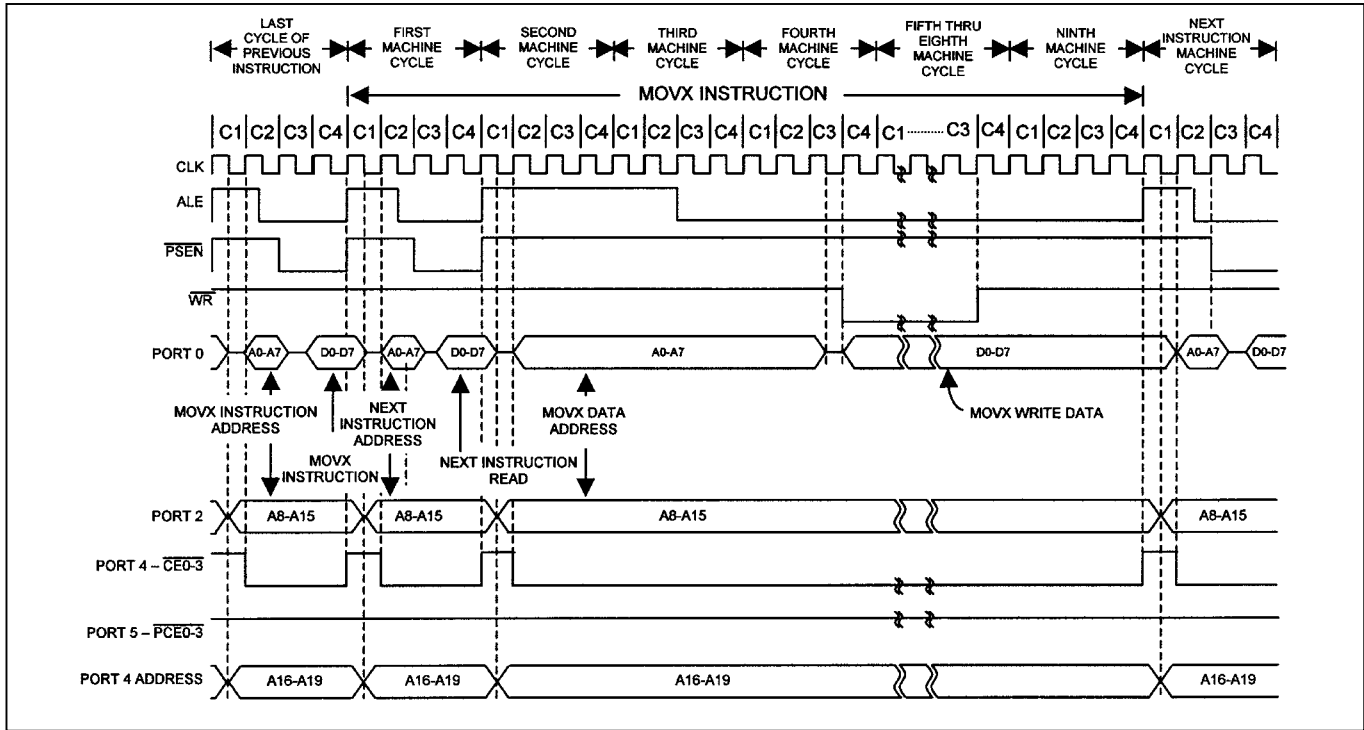 LAST
CYCLE OF
PREVIOUS
INSTRUCTION
FIRST
MACHINE
CYCLE
SECOND
MACHINE
CYCLE
THIRD
MACHINE
CYCLE
FOURTH
MACHINE
CYCLE
FIFTH THRU
EIGHTH
MACHINE
CYCLE
NINTH
MACHINE
CYCLE
NEXT
INSTRUCTION
MACHINE
CYCLE
MOVX INSTRUCTION
C1 C2 C3 C4 C1 C2 C3 C4 C1 C2 C3 C4 C1 C2 C3 C4 C1 C2 C3 C4 C1 ........ C3 C4 C1 C2 C3 C4 C1 C2 C3 C4
CLK
ALE
PSEN
WR
PORT 0 A0-A7 D0-D7 A0-A7 D0-D7 A0-A7 D0-D7 A0-A7 D0-D7
MOVX INSTRUCTION
ADDRESS
NEXT
INSTRUCTION
ADDRESS
MOVX DATA
ADDRESS
MOVX WRITE DATA
MOVX
INSTRUCTION
NEXT INSTRUCTION
READ
PORT 2 A8-A15 A8-A15 A8-A15 A8-A15
PORT 4 – CE0-3
PORT 5 – PCE0-3
PORT 4 ADDRESS A16-A19 A16-A19 A16-A19 A16-A19